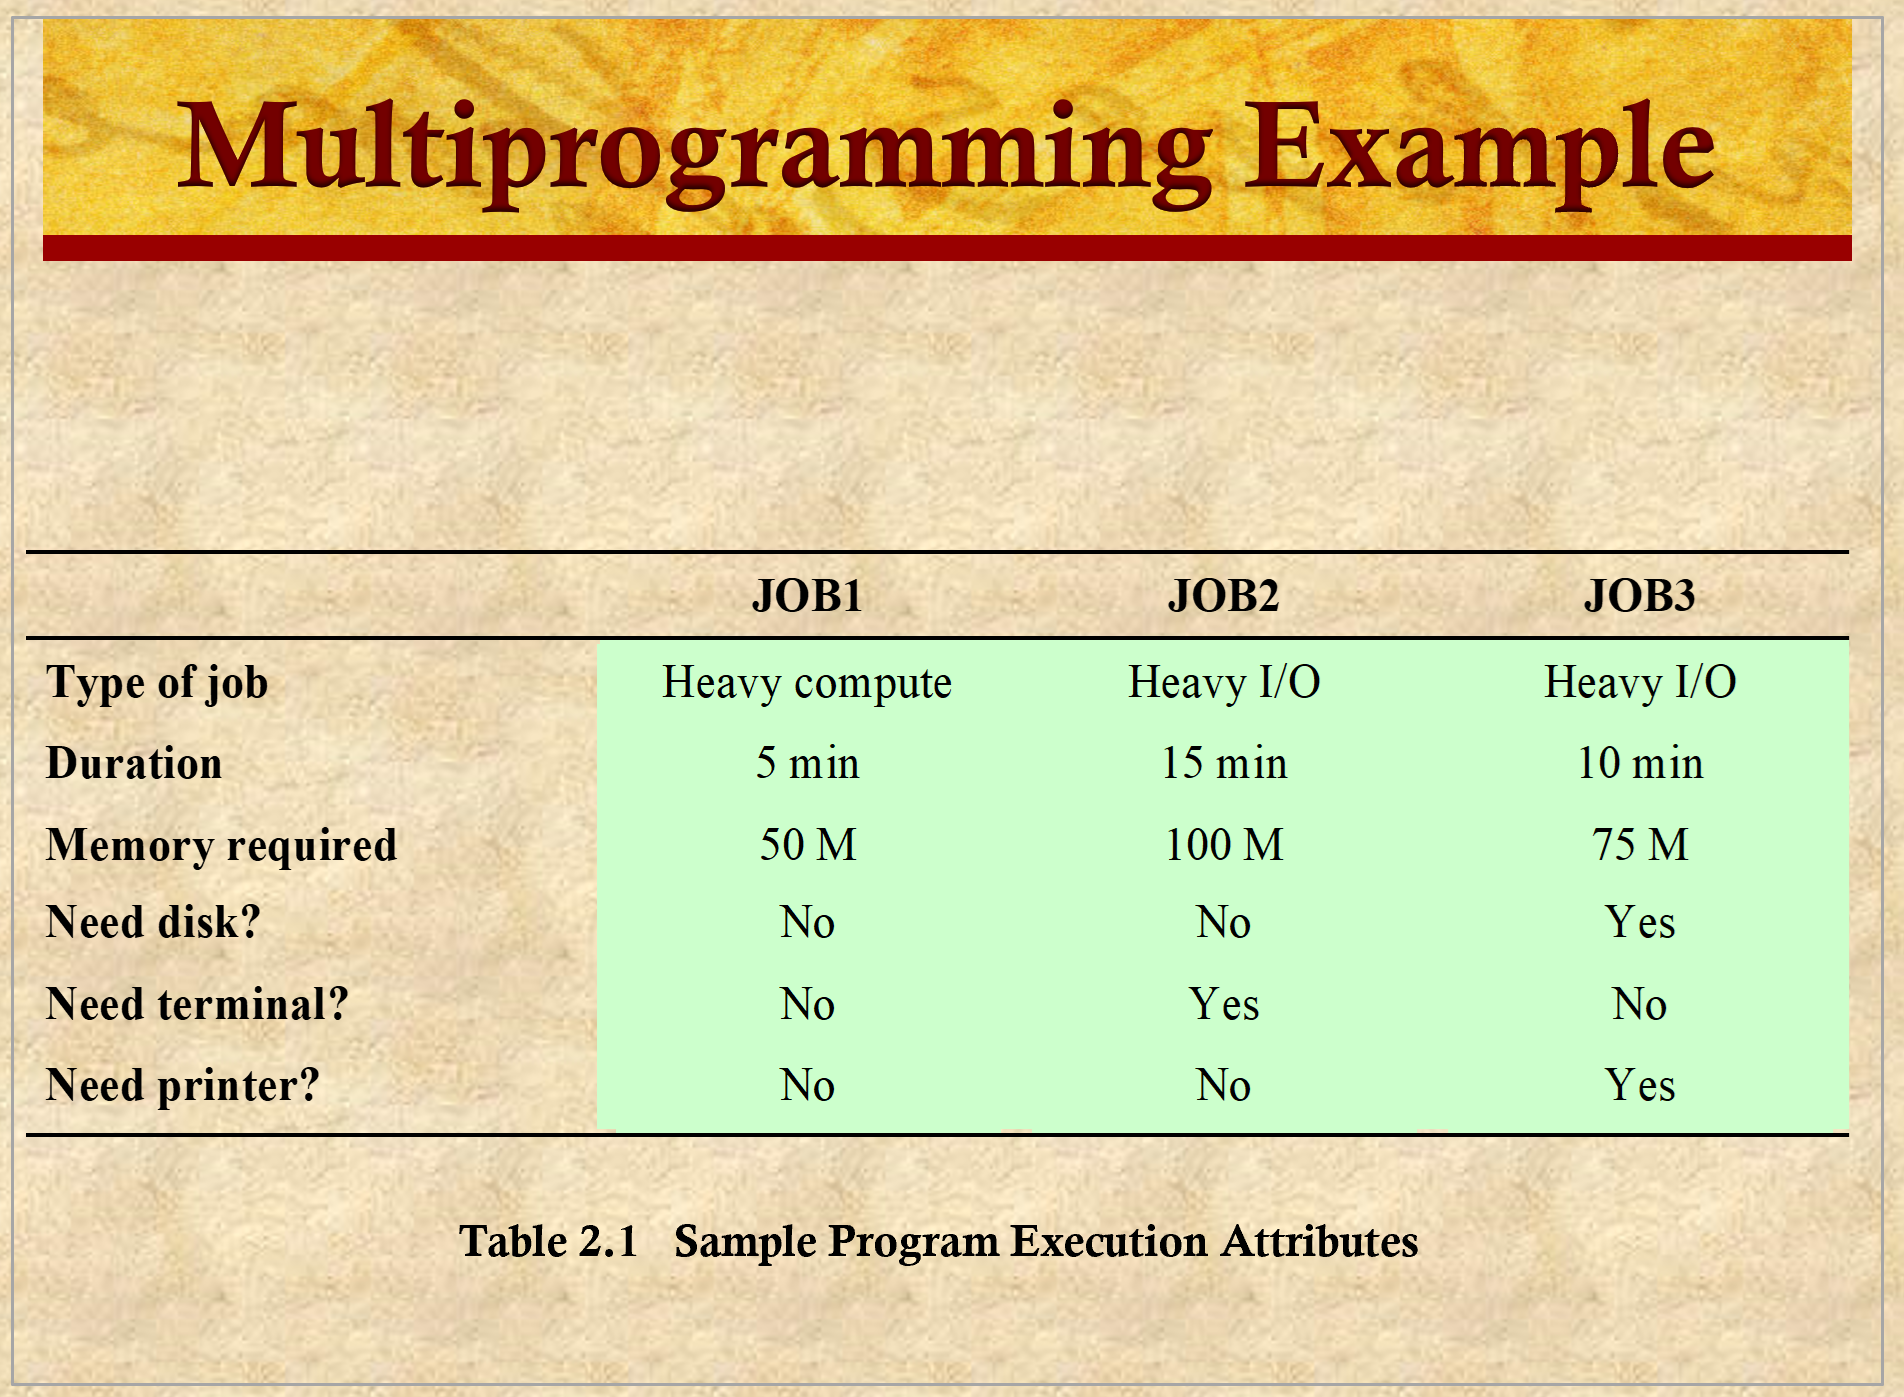 Multiprogramming Example
JOB1 JOB2 JOB3
Type of job Heavy compute Heavy I/O Heavy I/O
Duration 5 min 15 min 10 min
Memory required 50 M 100 M 75 M
Need disk? No No Yes
Need terminal? No Yes No
Need printer? No No Yes
Table 2.1 Sample Program Execution Attributes